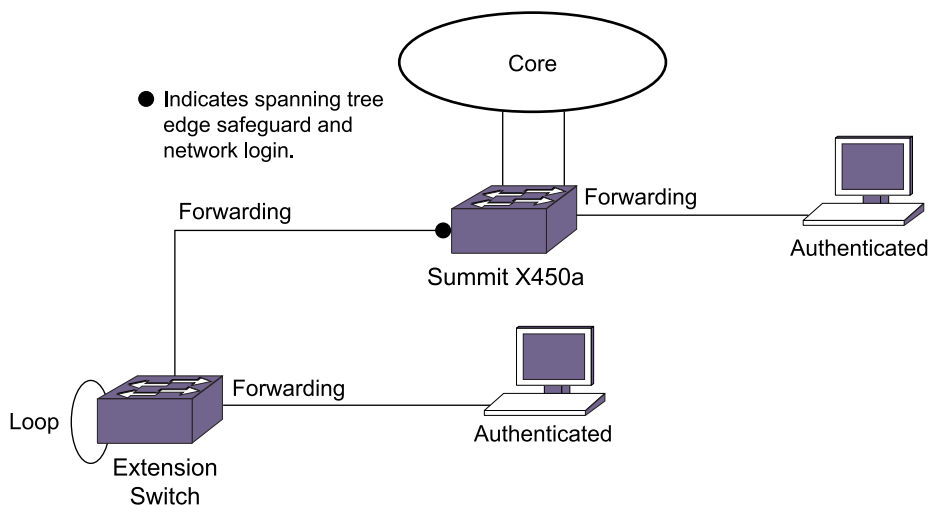 Core
Indicates spanning tree
edge safeguard and
network login.
Forwarding
Forwarding
Authenticated
Summit X450a
Forwarding
Loop
Authenticated
Extension
Switch